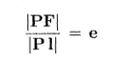 |PF|
|Pl| = e